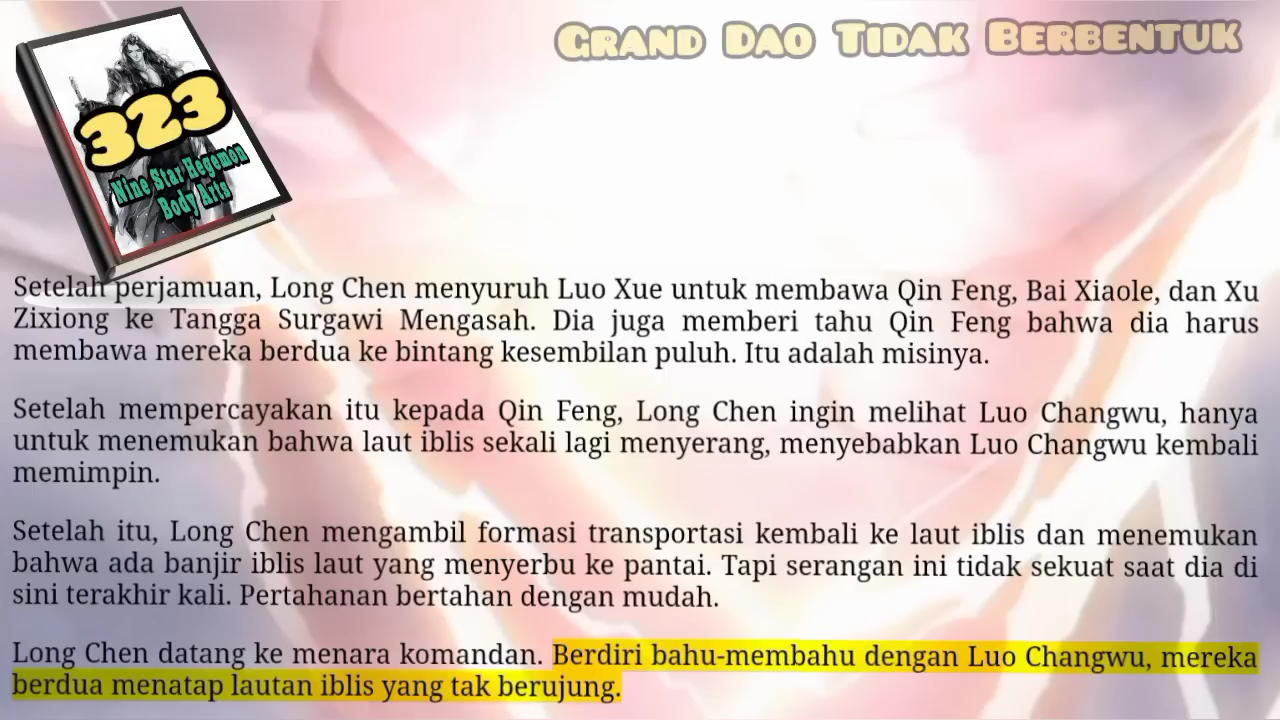 GRAND DAO TIDAK BERBENTUK
323
Nine Star Hegemon
Body Arts
Setelah perjamuan, Long Chen menyuruh Luo Xue untuk membawa Qin Feng, Bai Xiaole, dan Xu
Zixiong ke Tangga Surgawi Mengasah. Dia juga memberi tahu Qin Feng bahwa dia harus
membawa mereka berdua ke bintang kesembilan puluh. Itu adalah misinya.
Setelah mempercayakan itu kepada Qin Feng, Long Chen ingin melihat Luo Changwu, hanya
untuk menemukan bahwa laut iblis sekali lagi menyerang, menyebabkan Luo Changwu kembali
memimpin.
Setelah itu, Long Chen mengambil formasi transportasi kembali ke laut iblis dan menemukan
bahwa ada banjir iblis laut yang menyerbu ke pantai. Tapi serangan ini tidak sekuat saat dia di
sini terakhir kali. Pertahanan bertahan dengan mudah.
Long Chen datang ke menara komandan. Berdiri bahu-membahu dengan Luo Changwu, mereka
berdua menatap lautan iblis yang tak berujung.